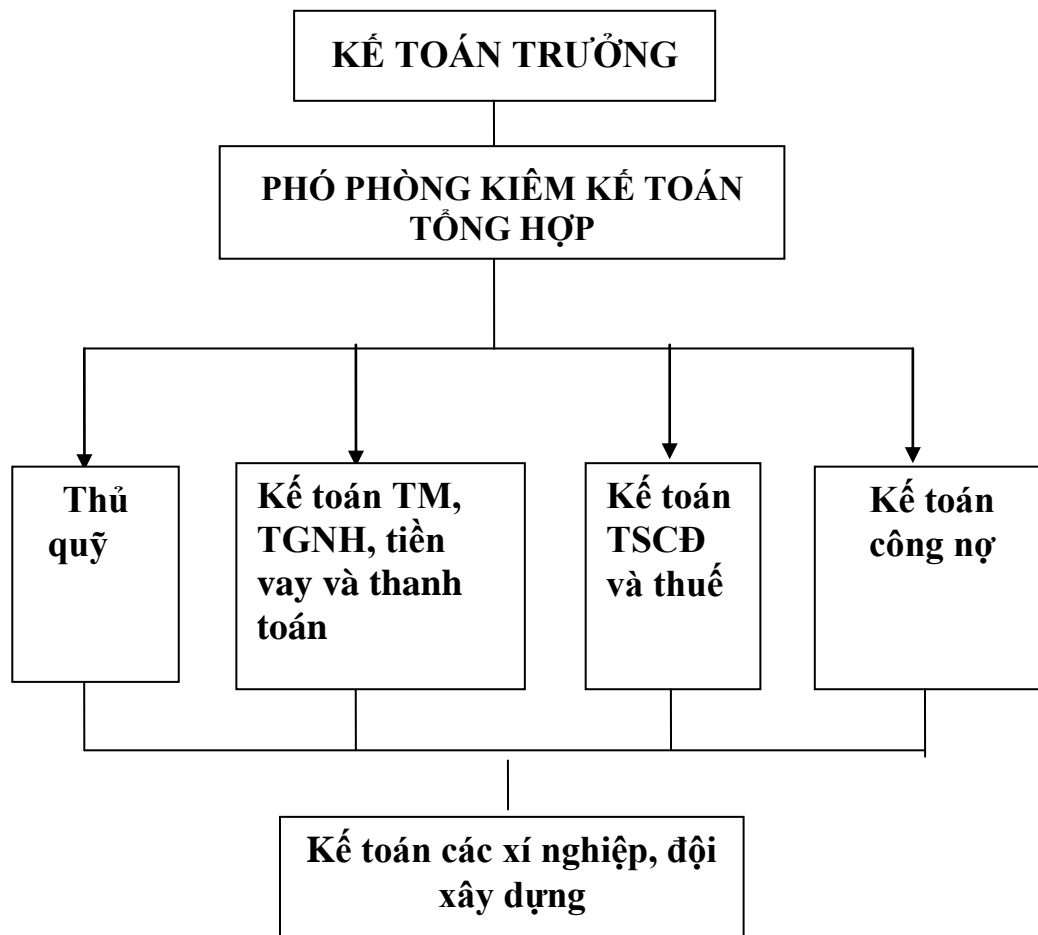 KẾ TOÁN TRƯỞNG
PHÓ PHÒNG KIÊM KẾ TOÁN
TỔNG HỢP
Thủ
quỹ
Kế toán TM,
TGNH, tiền
vay và thanh
toán
Kế toán
TSCĐ
và thuế
Kế toán
công nợ
Kế toán các xí nghiệp, đội
xây dựng